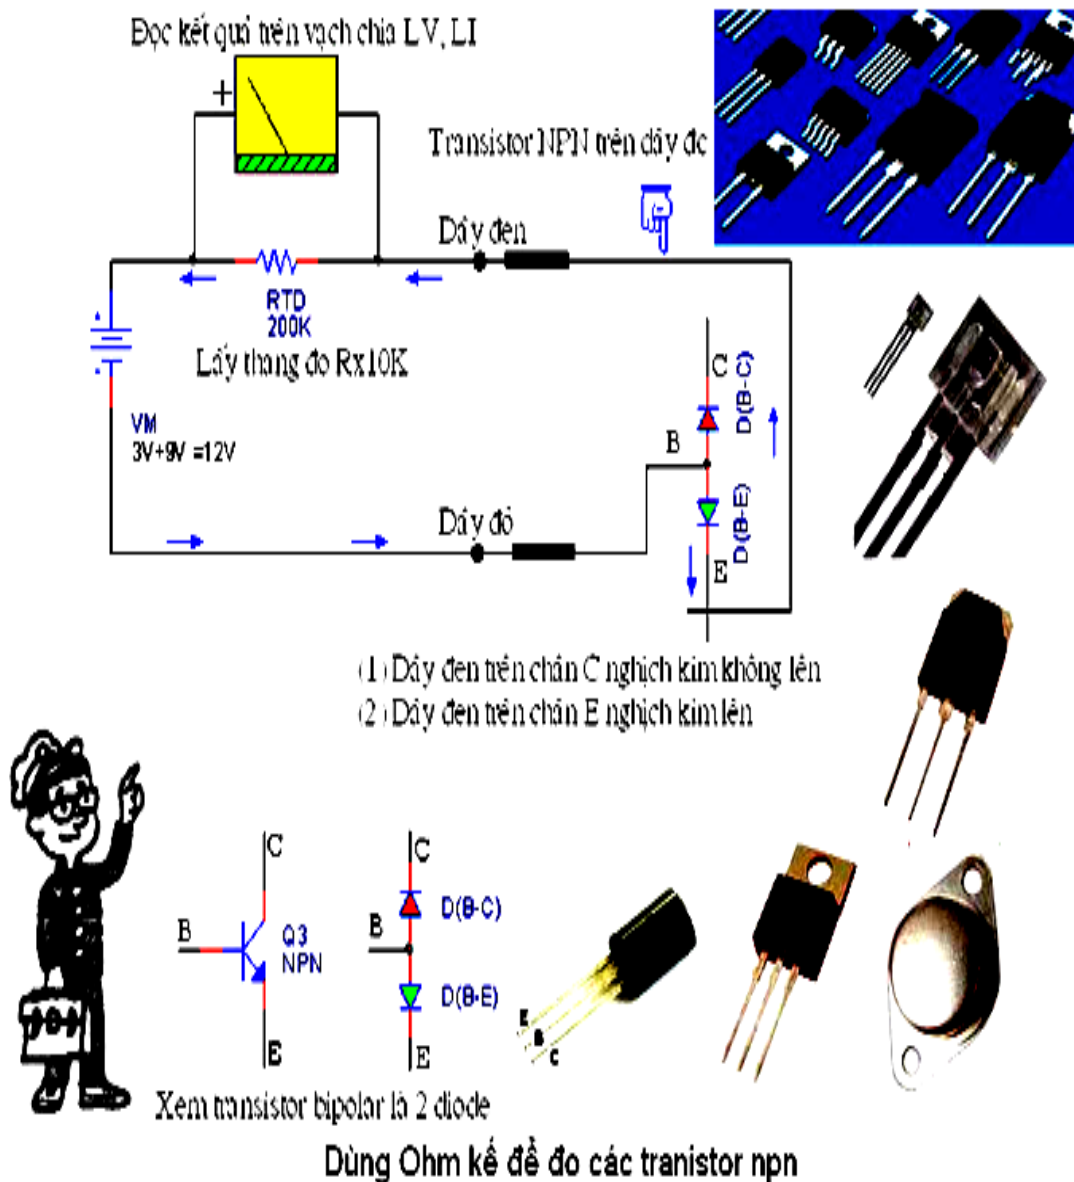 Đọc kết quả trên vạch chia LV, LI
+
Transistor NPN trên dây đc
Dây đen
RTD
200K
Lấy thang đo Rx10K
C
D(B-C)
VM
3V+9V =12V
B
D(B-E)
Dây đỏ
E
(1) Dây đen trên chân C nghịch kim không lên
(2) Dây đen trên chân E nghịch kim lên
C
C
B
Q3
NPN
B
D(B-C)
D(B-E)
E
E
E
B
C
Xem transistor bipolar là 2 diode
Dùng Ohm kế để đo các tranistor npn